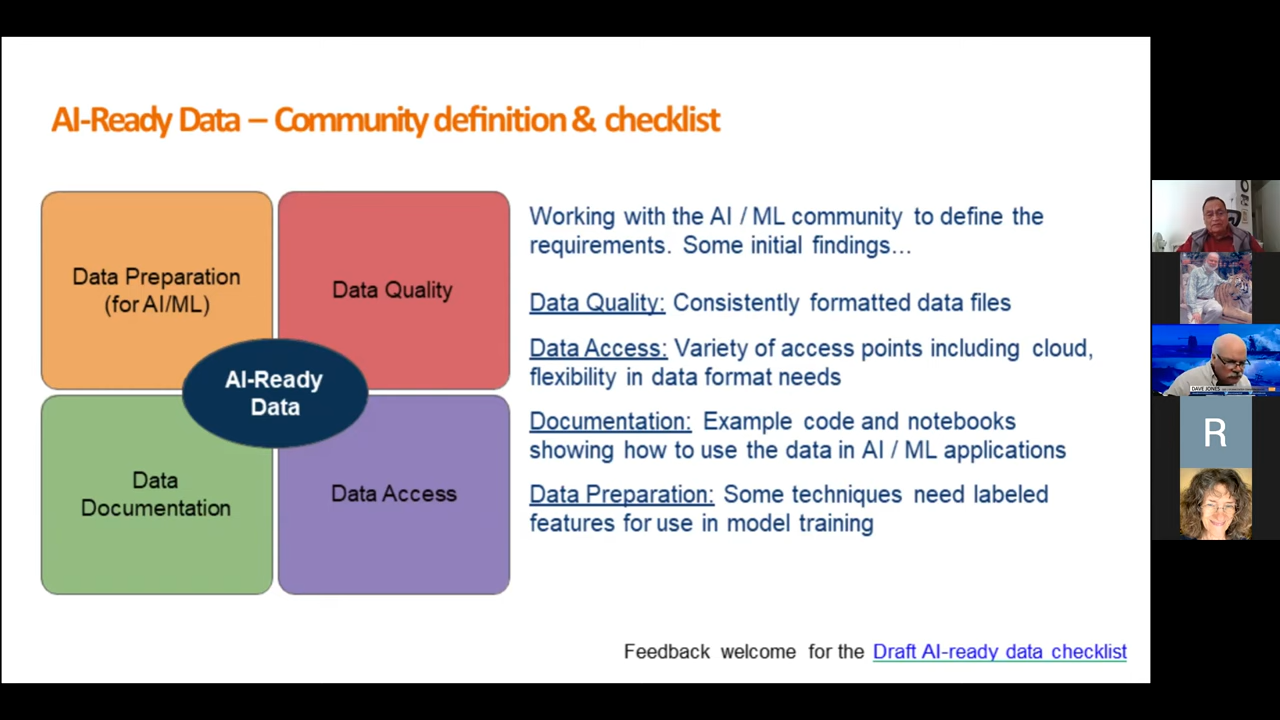 AI-Ready Data – Community definition & checklist
Data Preparation
(for AI/ML)
Data Quality
AI-Ready
Data
Data
Documentation
Data Access
Working with the AI / ML community to define the
requirements. Some initial findings…
Data Quality: Consistently formatted data files
Data Access: Variety of access points including cloud,
flexibility in data format needs
Documentation: Example code and notebooks
showing how to use the data in AI / ML applications
Data Preparation: Some techniques need labeled
features for use in model training
Feedback welcome for the Draft AI-ready data checklist
DAVE JONES
R